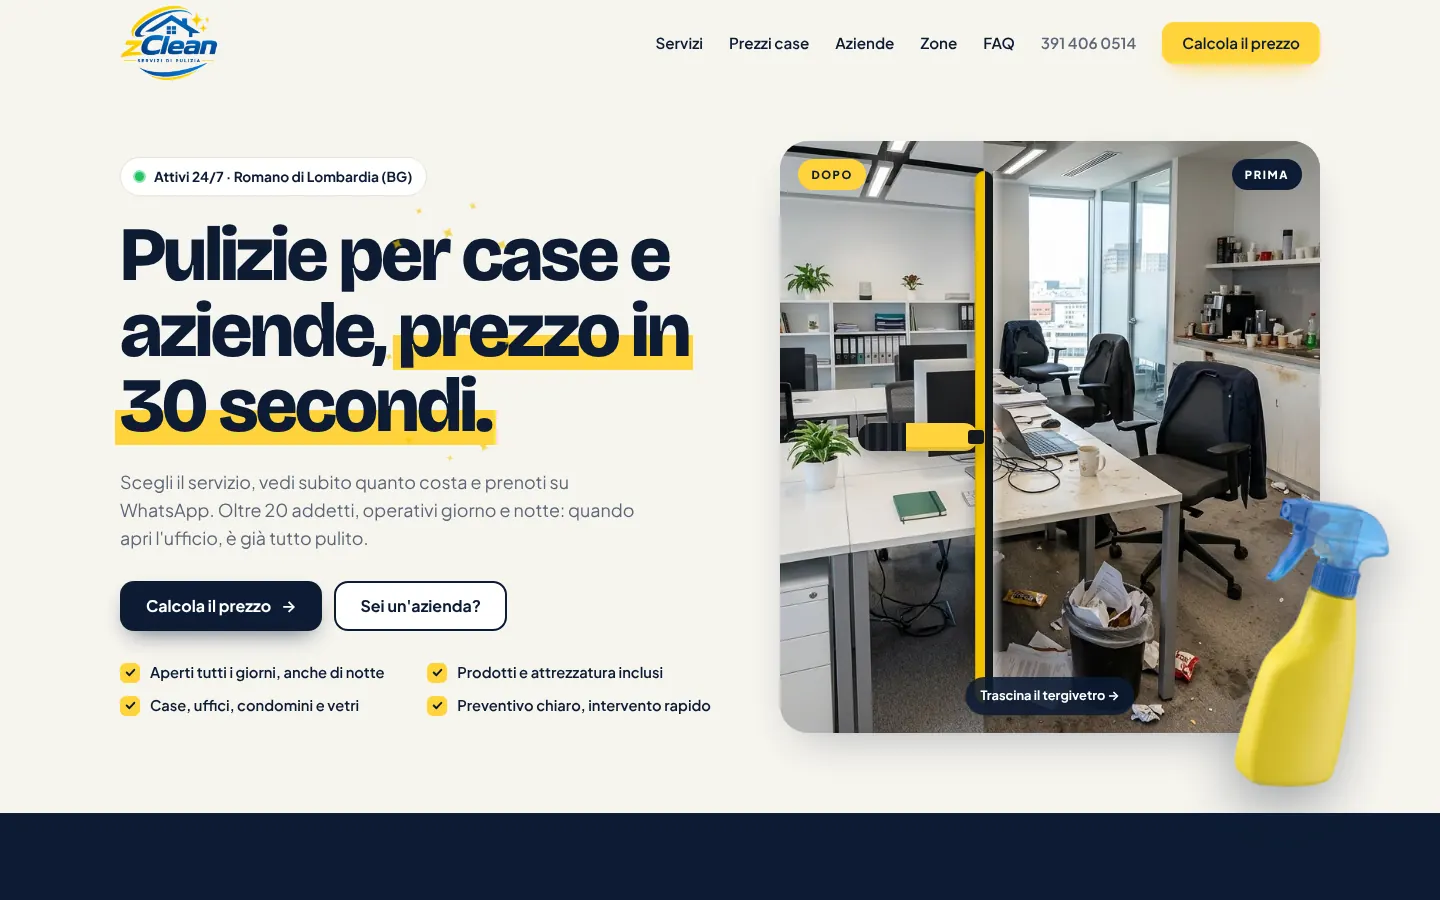 zClean
SERVIZI DI PULIZIA
Servizi
Prezzi case
Aziende
Zone
FAQ
391 406 0514
Calcola il prezzo
Attivi 24/7 · Romano di Lombardia (BG)
Pulizie per case e
aziende, prezzo in
30 secondi.
Scegli il servizio, vedi subito quanto costa e prenoti su
WhatsApp. Oltre 20 addetti, operativi giorno e notte: quando
apri l'ufficio, è già tutto pulito.
Calcola il prezzo →
Sei un'azienda?
Aperti tutti i giorni, anche di notte
Prodotti e attrezzatura inclusi
Case, uffici, condomini e vetri
Preventivo chiaro, intervento rapido
DOPO
PRIMA
Trascina il tergivetro →